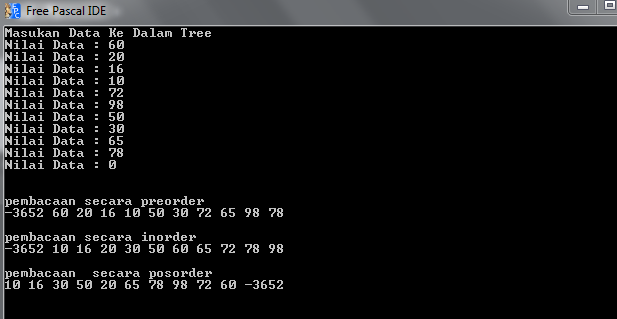 Free Pascal IDE
Masukan Data Ke Dalam Tree
Nilai Data : 60
Nilai Data : 20
Nilai Data : 16
Nilai Data : 10
Nilai Data : 72
Nilai Data : 98
Nilai Data : 50
Nilai Data : 30
Nilai Data : 65
Nilai Data : 78
Nilai Data : 0
pembacaan secara preorder
-3652 60 20 16 10 50 30 72 65 98 78
pembacaan secara inorder
-3652 10 16 20 30 50 60 65 72 78 98
pembacaan  secara posorder
10 16 30 50 20 65 78 98 72 60 -3652